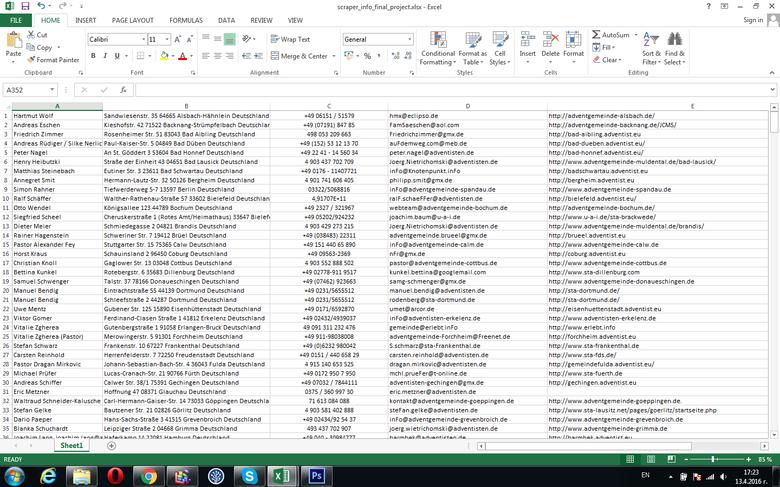 scraper_info_final_project.xlsx - Excel
FILE HOME INSERT PAGE LAYOUT FORMULAS DATA REVIEW VIEW Sign in
Cut
Copy
Format Painter
Paste
Calibri 11
Wrap Text
Merge & Center
General
Conditional Formatting
Format as Table
Cell Styles
Insert Delete Format
AutoSum
Fill
Clear
Sort & Filter
Find & Select
Clipboard Font Alignment Number Styles Cells Editing
A352
A B C D E
1 Hartmut Wolf Sandwiesenstr. 35 64665 Alsbach-Hähnlein Deutschland +49 06151 / 51579 hmx@eclipso.de http://adventgemeinde-alsbach.de/
2 Andreas Eschen Kieshofstr. 42 71522 Backnang-Strümpfelbach Deutschlan +49 (07191) 847 85 FamSaeschen@aol.com http://adventgemeinde-backnang.de/JCMS/
3 Friedrich Zimmer Rosenheimer Str. 51 83043 Bad Aibling Deutschland 498 053 209 663 Friedrichzimmer@gmx.de http://bad-aibling.adventist.eu
4 Andreas Rüdiger / Silke Nerlic Paul-Kaiser-Str. 5 04849 Bad Düben Deutschland +49 (152) 53 12 13 70 aufdemweg.com@meb.de http://bad-dueben.adventist.eu/
5 Peter Nagel An St. Göddert 3 53604 Bad Honnef Deutschland +49 22 41 - 14 560 34 peter.nagel@adventisten.de http://bad-honnef.adventist.eu/
6 Henry Heibutzki Straße der Einheit 43 04651 Bad Lausick Deutschland 4 903 437 702 709 Joerg.Nietrichomski@adventisten.de http://www.adventgemeinde-muldental.de/bad-lausick/
7 Matthias Steinebach Eutiner Str. 3 23611 Bad Schwartau Deutschland +49 0176 - 11407721 info@Knotenpunkt.info http://badschwartau.adventist.eu
8 Annegret Smit Hermann-Lautz-Str. 32 50126 Bergheim Deutschland 4 901 741 606 405 philipp.smit@gmx.de http://bergheim.adventist.eu
9 Simon Rahner Tiefwerderweg 5-7 13597 Berlin Deutschland 03322/5068816 info@adventgemeinde-spandau.de http://www.adventgemeinde-spandau.de
10 Ralf Schäffer Walther-Rathenau-Straße 57 33602 Bielefeld Deutschlan 4,91707E+11 ralf.schaeFFer@adventisten.de http://bielefeld.adventist.eu/
11 Otto Wendel Königsallee 123 44789 Bochum Deutschland +49 2327 / 321967 webteam@adventgemeinde-bochum.de http://adventgemeinde-bochum.de/
12 Siegfried Scheel Cheruskerstraße 1 (Rotes Amt/Heimathaus) 33647 Bielef +49 05202/924232 joachim.baum@u-a-i.de http://www.u-a-i.de/sta-brackwede/
13 Dieter Meier Schmiedegasse 2 04821 Brandis Deutschland 4 903 429 273 215 Joerg.Nietrichomski@adventisten.de http://www.adventgemeinde-muldental.de/brandis/
14 Rainer Hagenstein Schweriner Str. 7 19412 Brüel Deutschland +49 (038483) 22311 adventgemeinde.brueel@gmx.de http://brueel.adventist.eu
15 Pastor Alexander Fey Stuttgarter Str. 15 75365 Calw Deutschland +49 151 440 65 890 info@adventgemeinde-calm.de http://www.adventgemeinde-calw.de
16 Horst Kraus Schauinsland 2 96450 Coburg Deutschland +49 09563-2369 nfr@gmx.de http://coburg.adventist.eu
17 Christian Knoll Gaglower Str. 13 03048 Cottbus Deutschland 4 903 552 888 502 pastor@adventgemeinde-cottbus.de http://www.adventgemeinde-cottbus.de
18 Bettina Kunkel Rotebergstr. 6 35683 Dillenburg Deutschland +49 02778-911 9517 kunkel.bettina@googlemail.com http://www.sta-dillenburg.com
19 Samuel Schwenger Talstr. 37 78166 Donaueschingen Deutschland +49 (07462) 923663 samg-schmenger@gmx.de http://www.adventgemeinde-donaueschingen.de
20 Manuel Bendig Eintrachtstraße 55 44139 Dortmund Deutschland +49 0231/5655512 manuel.bendig@adventisten.de http://sta-dortmund.de/
21 Manuel Bendig Schleefstraße 2 44287 Dortmund Deutschland +49 0231/5655512 rodenberg@sta-dortmund.de http://sta-dortmund.de/
22 Uwe Mentz Gubener Str. 125 15890 Eisenhüttenstadt Deutschland +49 0171/6592870 umet@arcor.de http://eisenhuettenstadt.adventist.eu
23 Viktor Gomer Ferdinand-Clasen Straße 1 41812 Erkelenz Deutschland +49 02432/4939037 info@adventisten-erkelenz.de http://www.adventisten-erkelenz.de
24 Vitalie Zgherea Gutenbergstraße 1 91058 Erlangen-Bruck Deutschland 49 091 311 232 476 gemeinde@erlebt.info http://www.erlebt.info
25 Vitalie Zgherea (Pastor) Merowingerstr. 5 91301 Forchheim Deutschland +49 911-98038008 adventgemeinde-Forchheim@Freenet.de http://forchheim.adventist.eu
26 Stefan Schwarz Frankenstr. 10 67227 Frankenthal Deutschland +49 (0)6232 980042 S.schmarz@sta-frankenthal.de http://www.sta-frankenthal.de
27 Carsten Reinhold Herrenfelderstr. 7 72250 Freudenstadt Deutschland +49 0151 / 440 658 29 carsten.reinhold@adventisten.de http://www.sta-fds.de/
28 Pastor Dragan Mirkovic Johann-Sebastian-Bach-Str. 4 36043 Fulda Deutschland 4 915 140 653 525 dragan.mirkovic@adventisten.de http://gemeindefulda.adventist.eu/
29 Michael Prüfer Lucas-Cranach-Str. 21 90766 Fürth Deutschland +49 0172 950 7 950 mchl.prueFer@t-online.de http://www.sta-fuerth.de
30 Andreas Schiffer Calwer Str. 38/1 75391 Gechingen Deutschland +49 07032 / 7844111 adventisten-gechingen@gmx.de http://gechingen.adventist.eu
31 Eric Metzner Hoffnung 47 08371 Glauchau Deutschland 0375 / 360 997 30 eric.metzner@adventisten.de
32 Waltraud Schneider-Kalusche Carl-Hermann-Gaiser-Str. 14 73033 Göppingen Deutschla 71 613 084 088 kontakt@adventgemeinde-goeppingen.de http://www.adventgemeinde-goeppingen.de.
33 Stefan Gelke Bautzener Str. 21 02826 Görlitz Deutschland 4 903 581 402 888 steFan.gelke@adventisten.de http://www.sta-lausitz.net/pages/goerlitz/startseite.php
34 Dario Paeper Hans-Sachs-Straße 3 41515 Grevenbroich Deutschland +49 02434/92 54 37 info@adventgemeinde-grevenbroich.de http://www.adventgemeinde-grevenbroich.de
35 Blanka Schuchardt Leipziger Straße 2 04668 Grimma Deutschland 493 437 702 907 joerg.wietrichomski@adventisten.de http://www.adventgemeinde-grimma.de
Sheet1
READY 85 %
EN 17:23
13.4.2016 г.